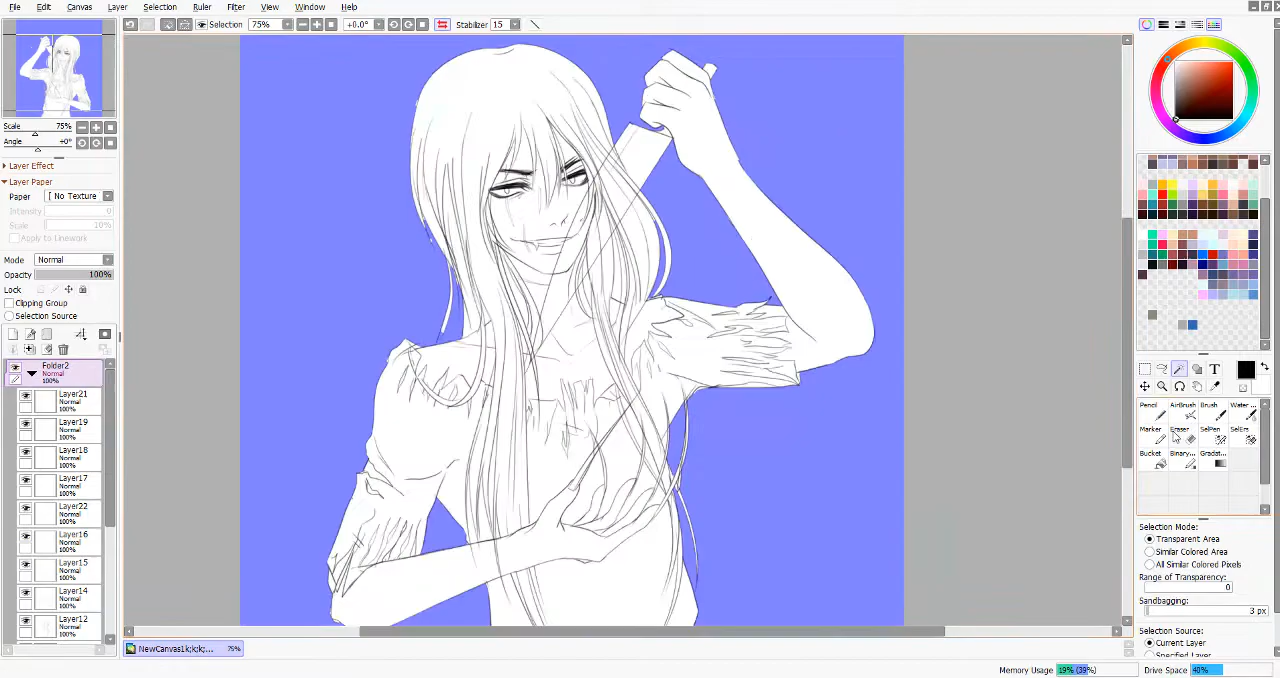 File Edit Canvas Layer Selection Ruler Filter View Window Help
Selection 75% +0.0° Stabilizer 15
Scale 75%
Angle +0°
Layer Effect
Layer Paper
Paper [ No Texture
Intensity 0
Scale 10%
Apply to Linework
Mode Normal
Opacity 100%
Lock
Clipping Group
Selection Source
Folder2
Normal
100%
Layer21
Normal
100%
Layer19
Normal
100%
Layer18
Normal
100%
Layer17
Normal
100%
Layer22
Normal
100%
Layer16
Normal
100%
Layer15
Normal
100%
Layer14
Normal
100%
Layer12
Normal
100%
T
Pencil AirBrush Brush Water ...
Marker Eraser SelPen SelErs
Bucket Binary... Gradat...
Selection Mode:
Transparent Area
Similar Colored Area
All Similar Colored Pixels
Range of Transparency:
0
Sandbagging:
3 px
Selection Source:
Current Layer
Specified Layer
NewCanvas1k;k;k;... 75%
Memory Usage 19% (39%) Drive Space 40%